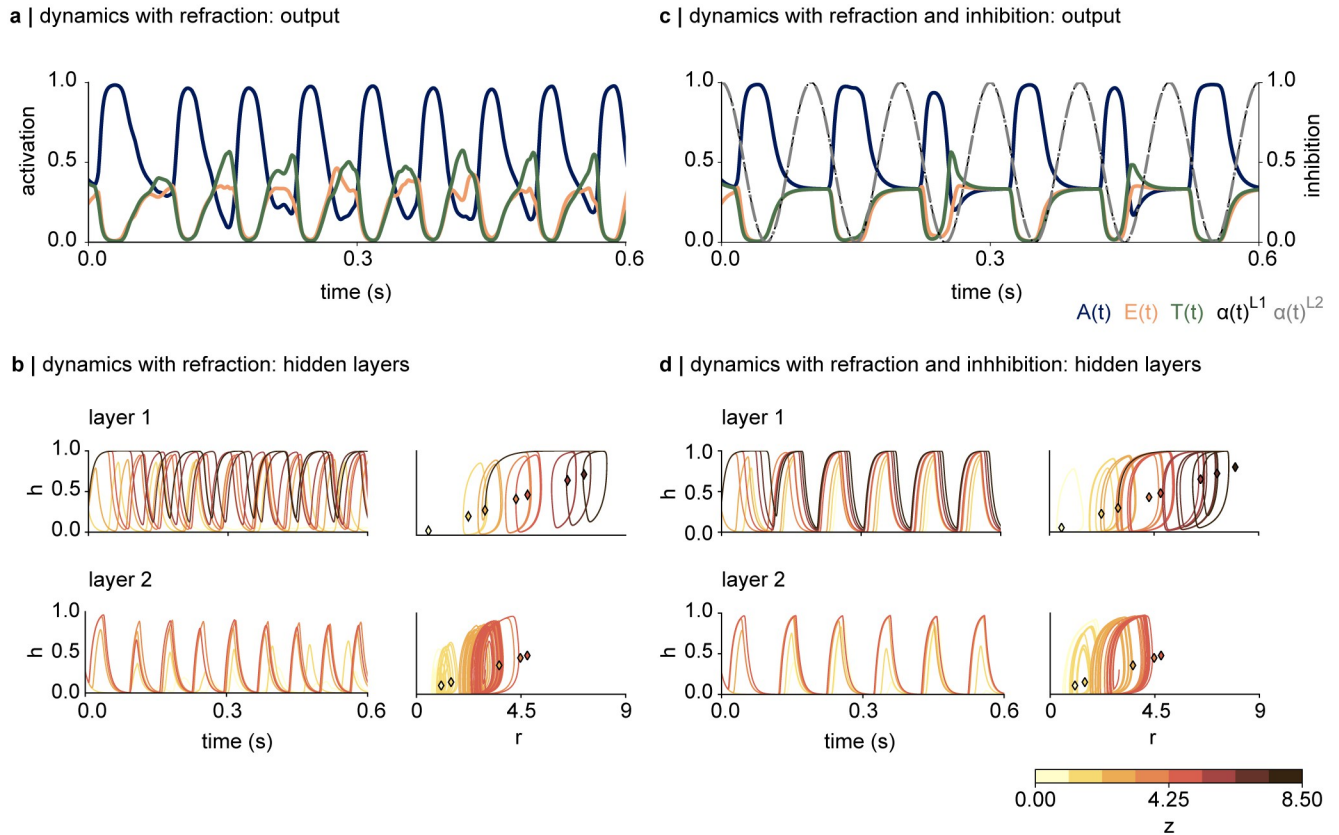 a | dynamics with refraction: output
c | dynamics with refraction and inhibition: output
1.0
0.5
0.0
activation
0.0
0.3
0.6
time (s)
1.0
0.5
0.0
1.0
0.5
0.0
inhibition
0.0
0.3
0.6
time (s)
A(t) E(t) T(t) α(t)L1 α(t)L2
b | dynamics with refraction: hidden layers
d | dynamics with refraction and inhhibition: hidden layers
layer 1
1.0
0.5
0.0
h
layer 2
1.0
0.5
0.0
h
0.0
0.3
0.6
time (s)
0
4.5
9
r
layer 1
1.0
0.5
0.0
h
layer 2
1.0
0.5
0.0
h
0.0
0.3
0.6
time (s)
0
4.5
9
r
0.00
4.25
8.50
z